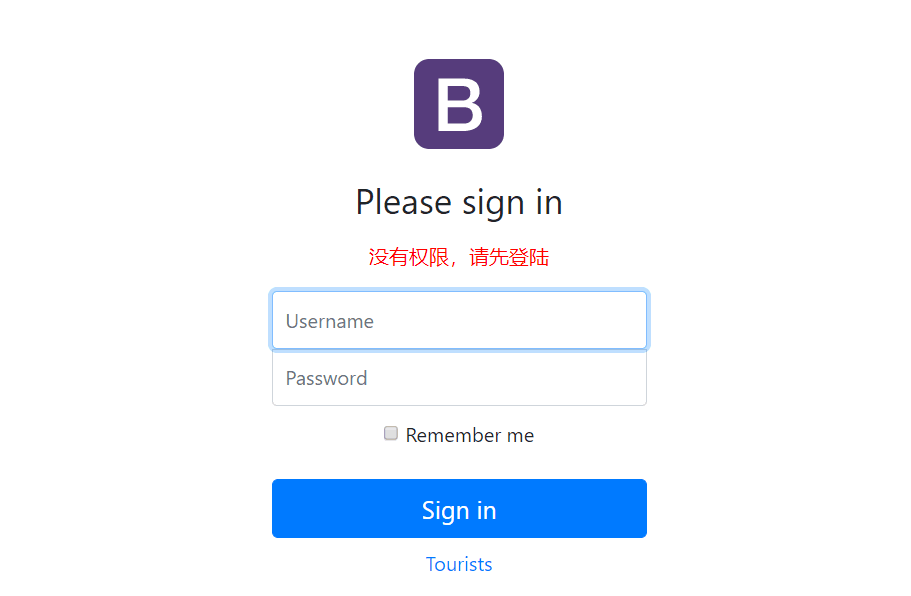 B
Please sign in
没有权限，请先登陆
Username
Password
Remember me
Sign in
Tourists